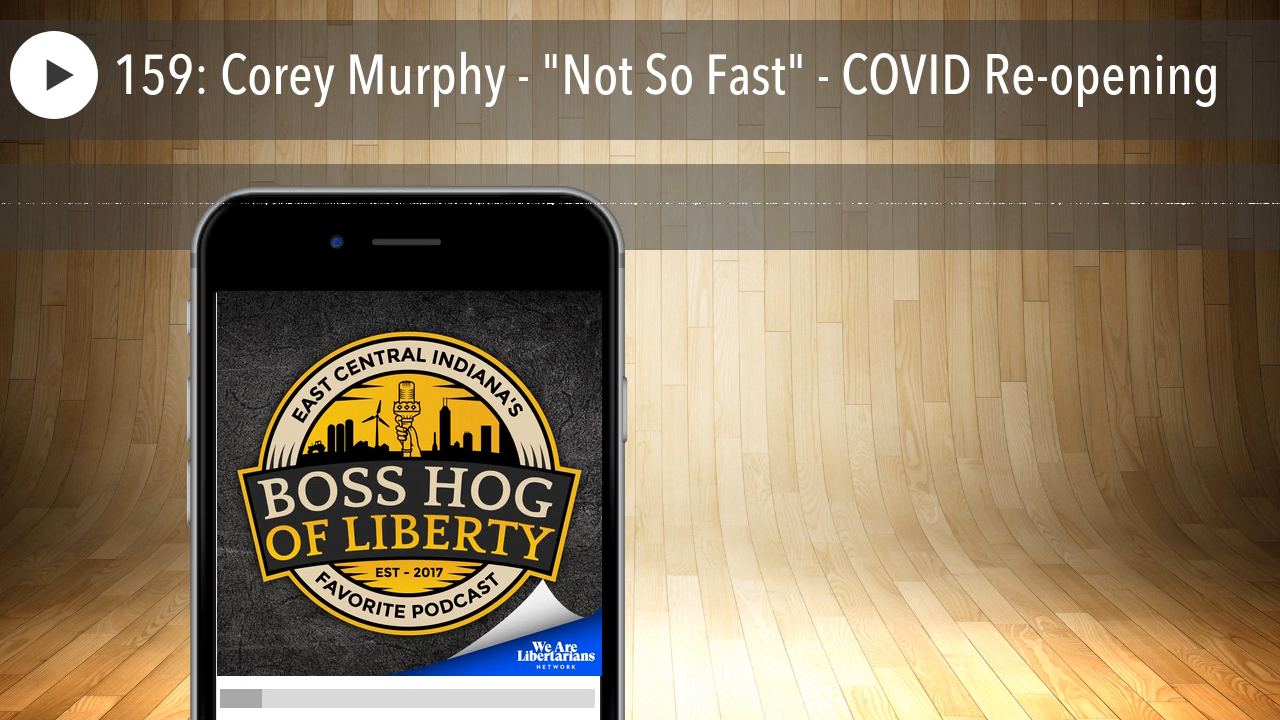 159: Corey Murphy - "Not So Fast" - COVID Re-opening
EAST CENTRAL INDIANA'S
BOSS HOG
OF LIBERTY
EST - 2017
FAVORITE PODCAST
We Are
Libertarians
NETWORK